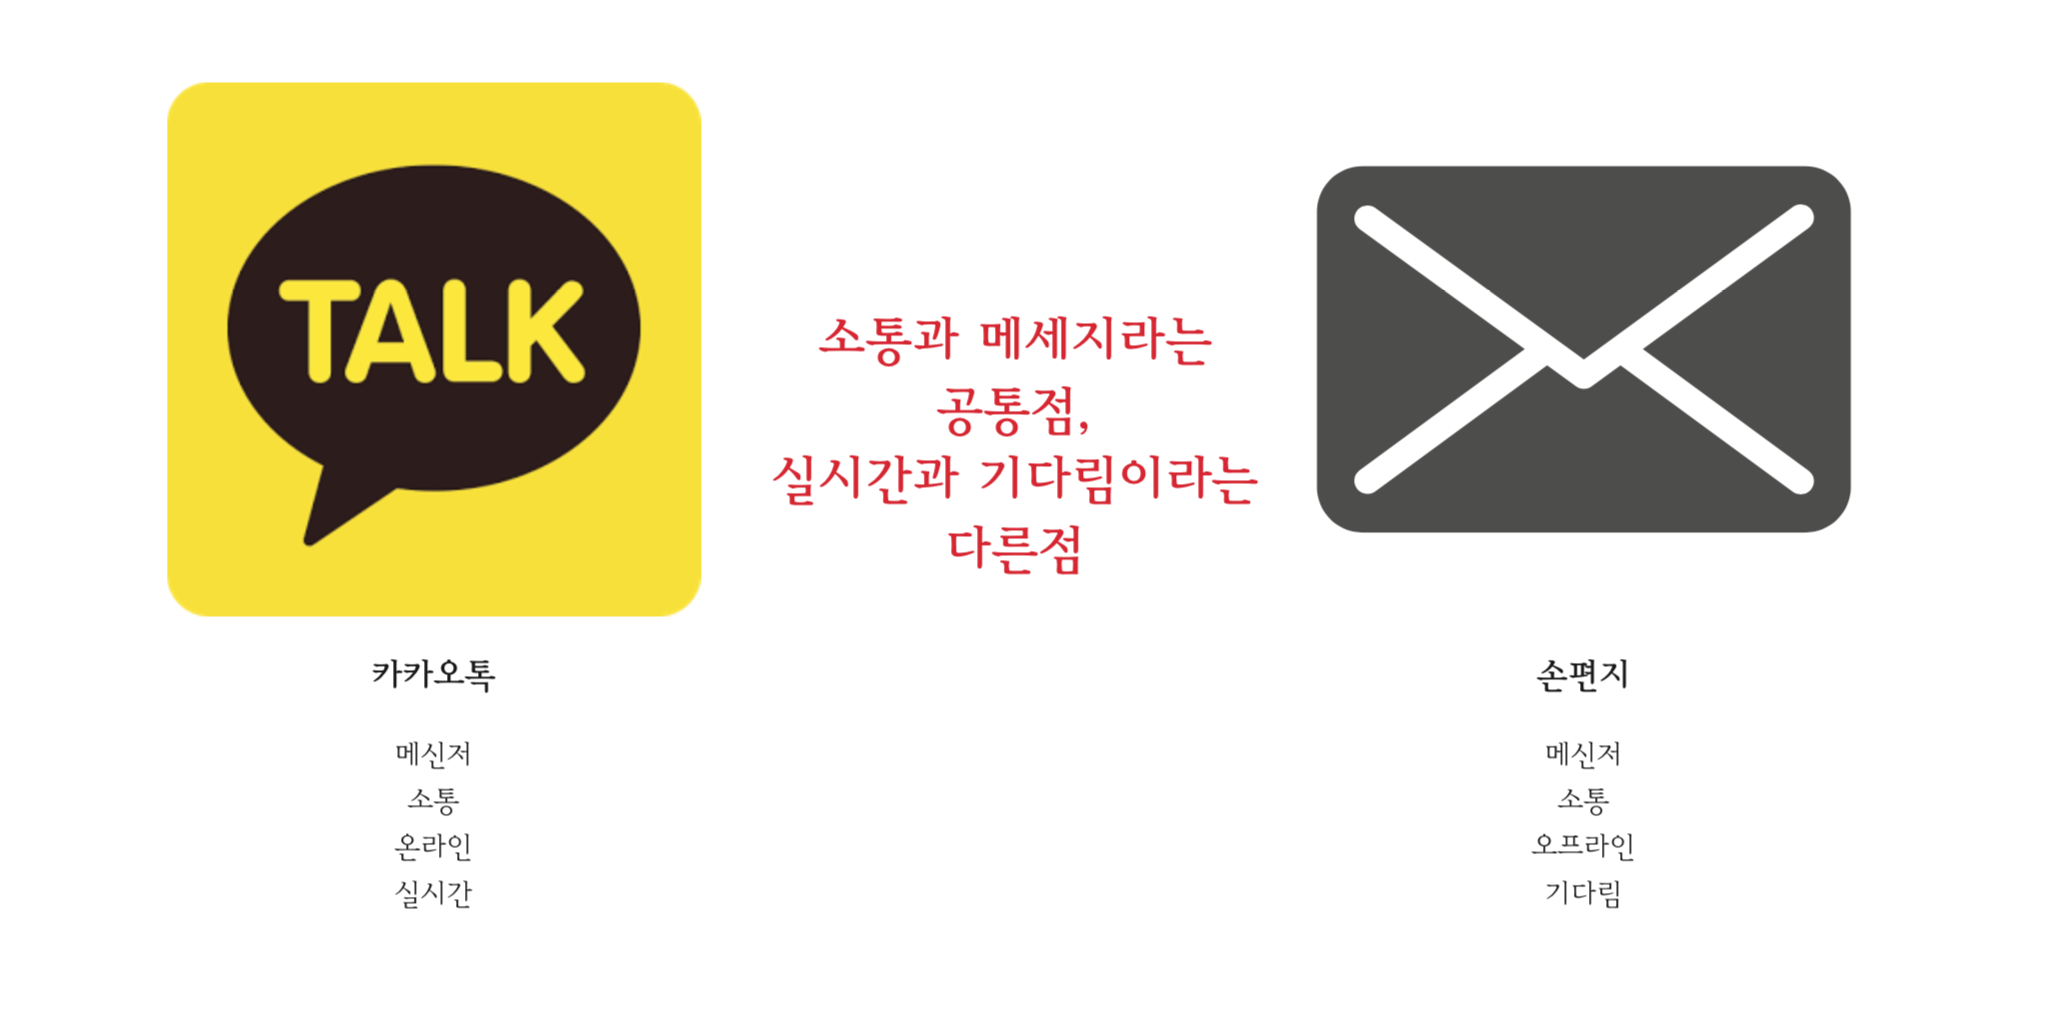 TALK
소통과 메세지라는
공통점,
실시간과 기다림이라는
다른점
카카오톡
메신저
소통
온라인
실시간
손편지
메신저
소통
오프라인
기다림